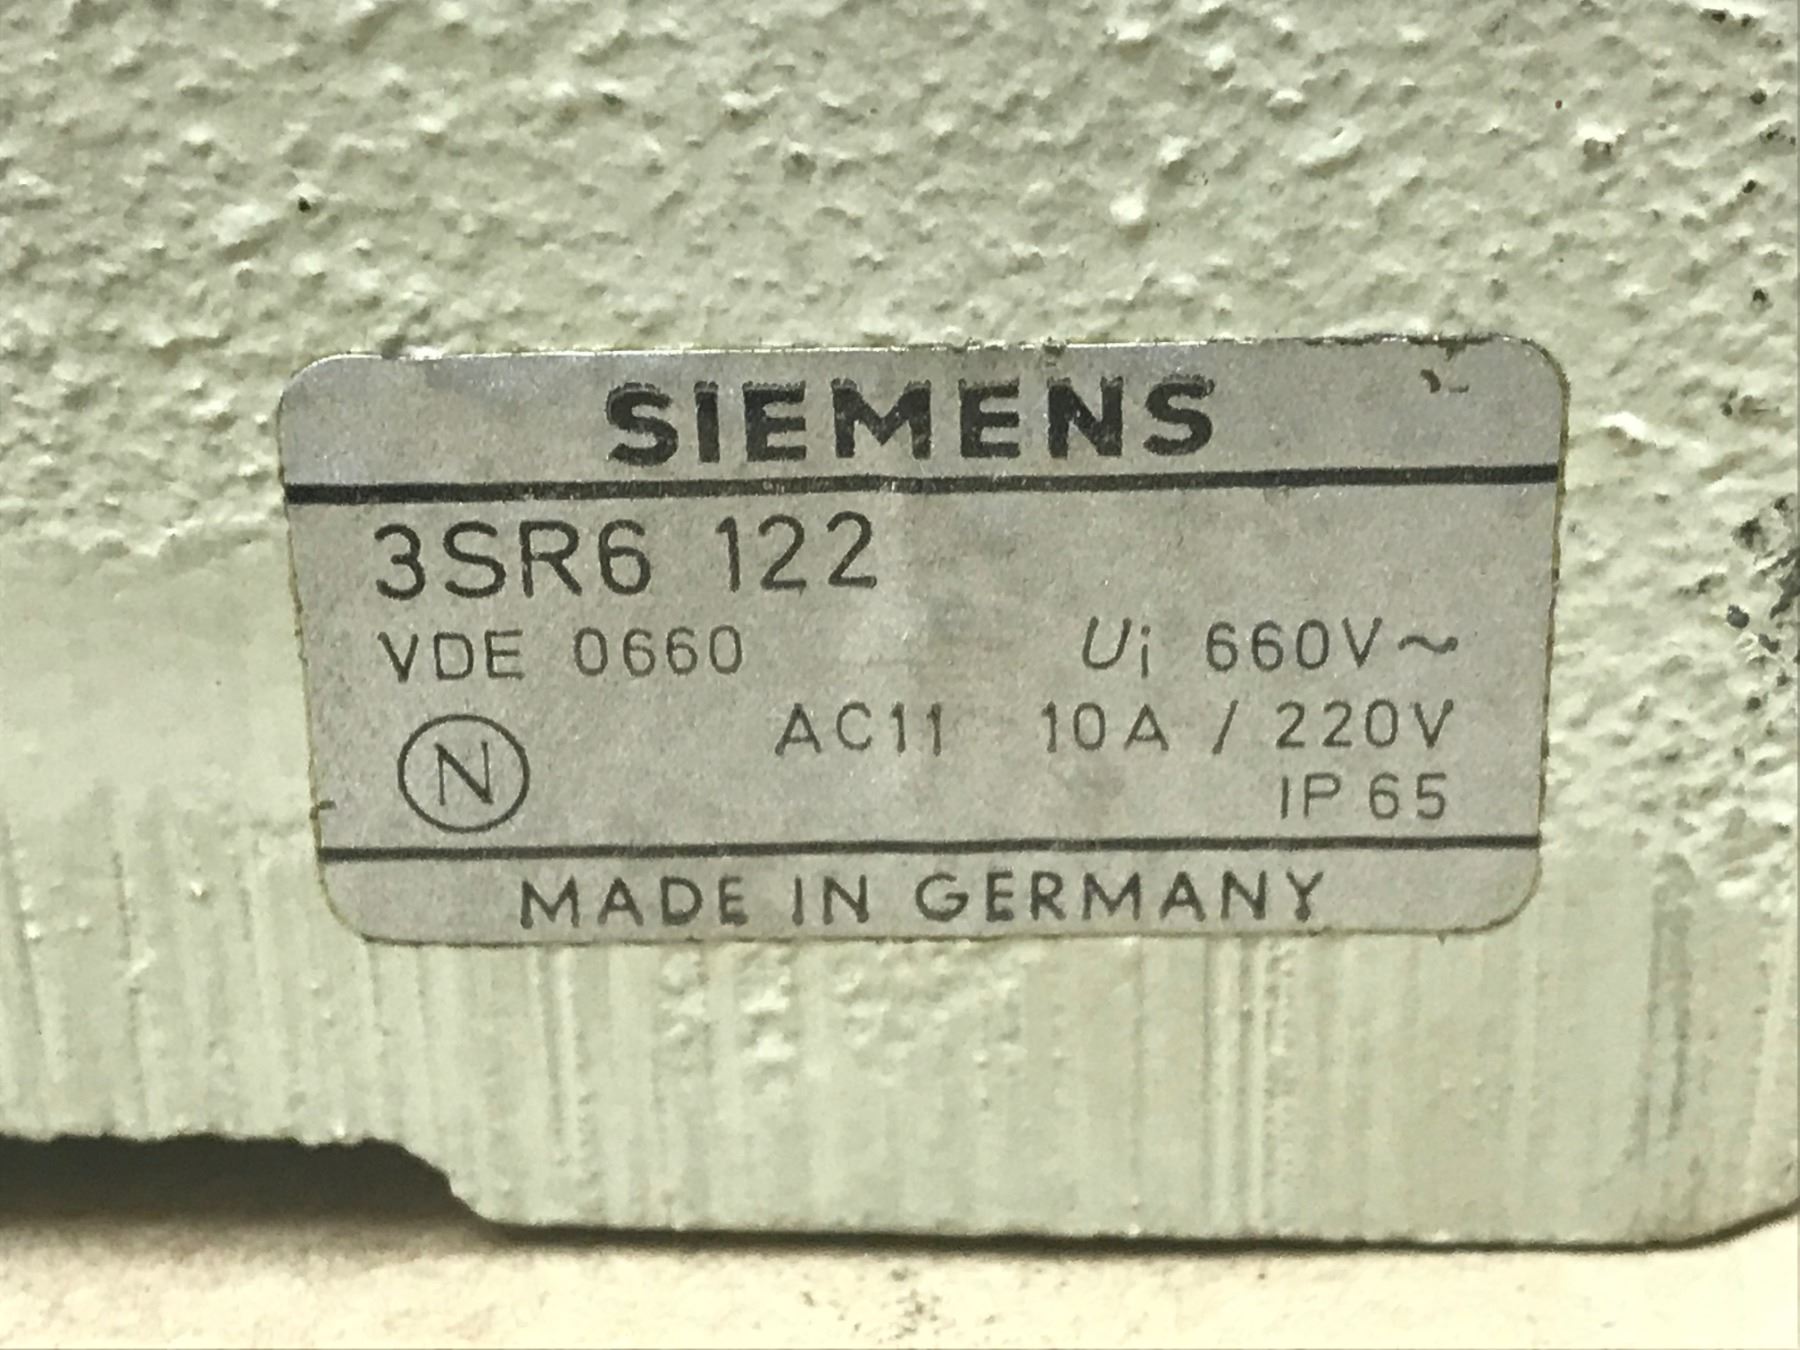 SIEMENS
3SR6 122
VDE 0660 Ui 660V~
AC11 10A / 220V
N
IP 65
MADE IN GERMANY